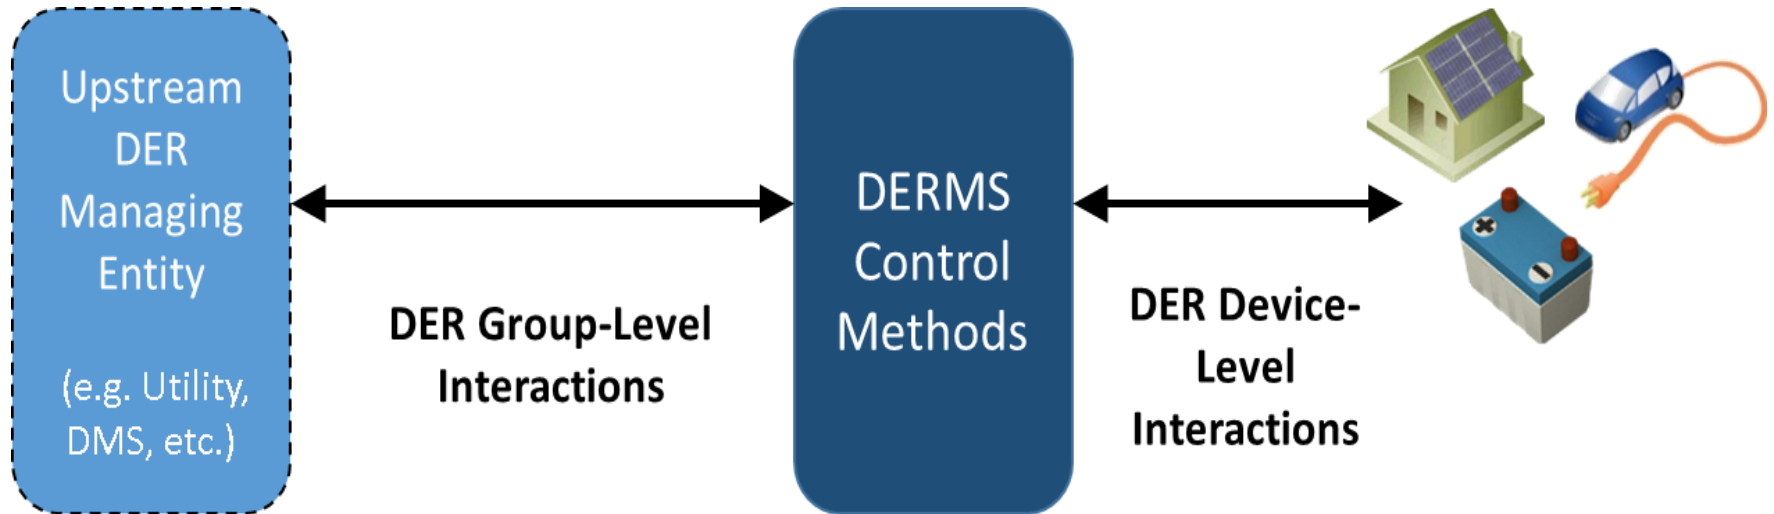 Upstream
DER
Managing
Entity
(e.g. Utility,
DMS, etc.)
DER Group-Level
Interactions
DERMS
Control
Methods
DER Device-
Level
Interactions